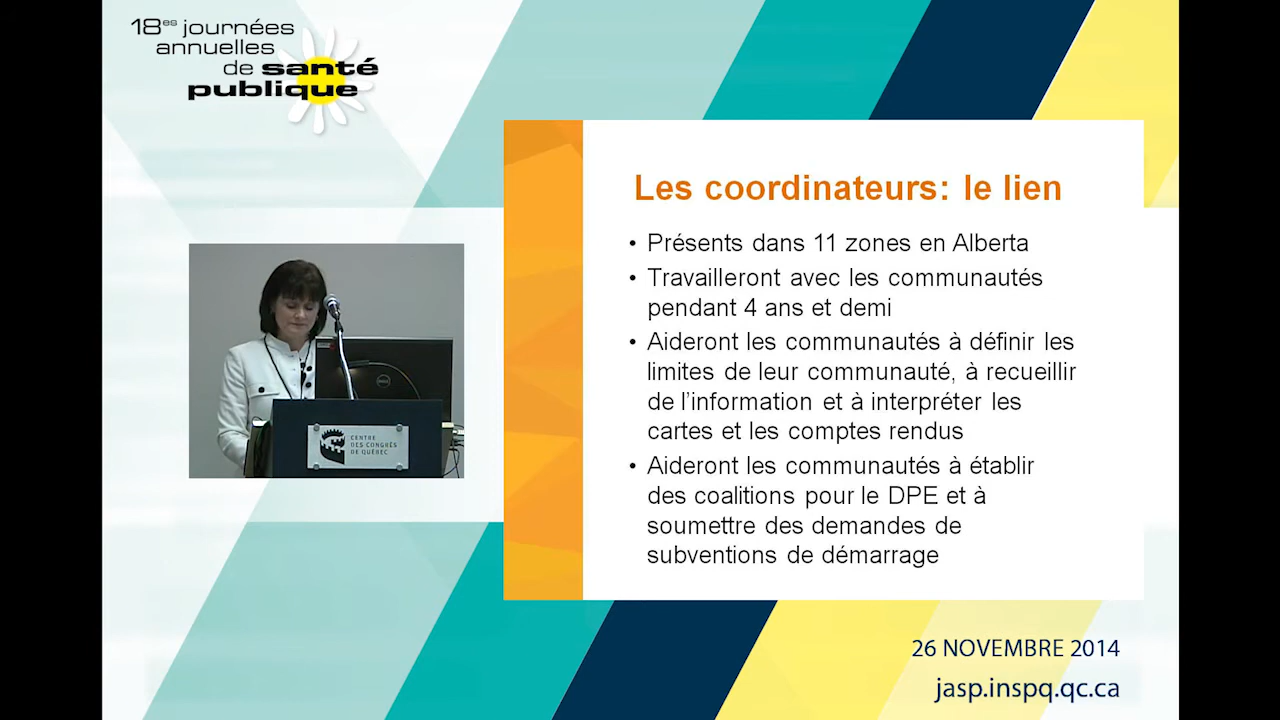 18es journées
annuelles
de santé
publique
Les coordinateurs: le lien
• Présents dans 11 zones en Alberta
• Travailleront avec les communautés
pendant 4 ans et demi
• Aideront les communautés à définir les
limites de leur communauté, à recueillir
de l’information et à interpréter les
cartes et les comptes rendus
• Aideront les communautés à établir
des coalitions pour le DPE et à
soumettre des demandes de
subventions de démarrage
CENTRE
DES CONGRÈS
DE QUÉBEC
DELL
26 NOVEMBRE 2014
jasp.inspq.qc.ca